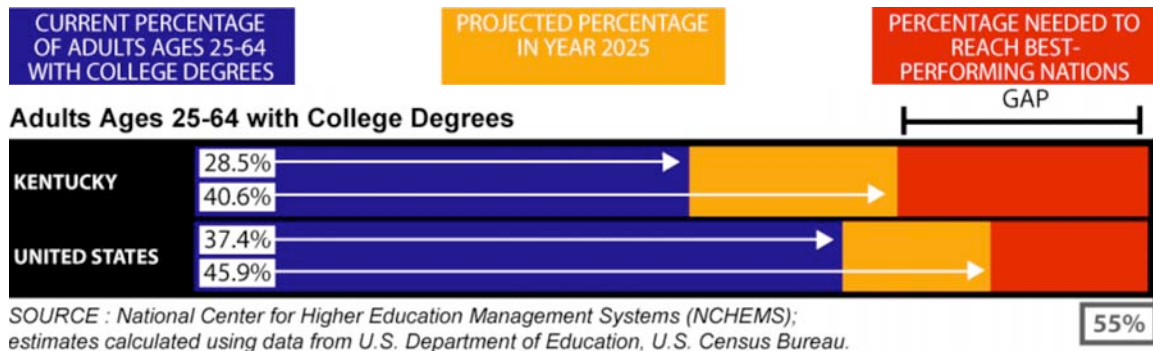 CURRENT PERCENTAGE
OF ADULTS AGES 25-64
WITH COLLEGE DEGREES
PROJECTED PERCENTAGE
IN YEAR 2025
PERCENTAGE NEEDED TO
REACH BEST-
PERFORMING NATIONS
GAP
Adults Ages 25-64 with College Degrees
KENTUCKY
28.5%
40.6%
UNITED STATES
37.4%
45.9%
SOURCE : National Center for Higher Education Management Systems (NCHEMS);
estimates calculated using data from U.S. Department of Education, U.S. Census Bureau.
55%